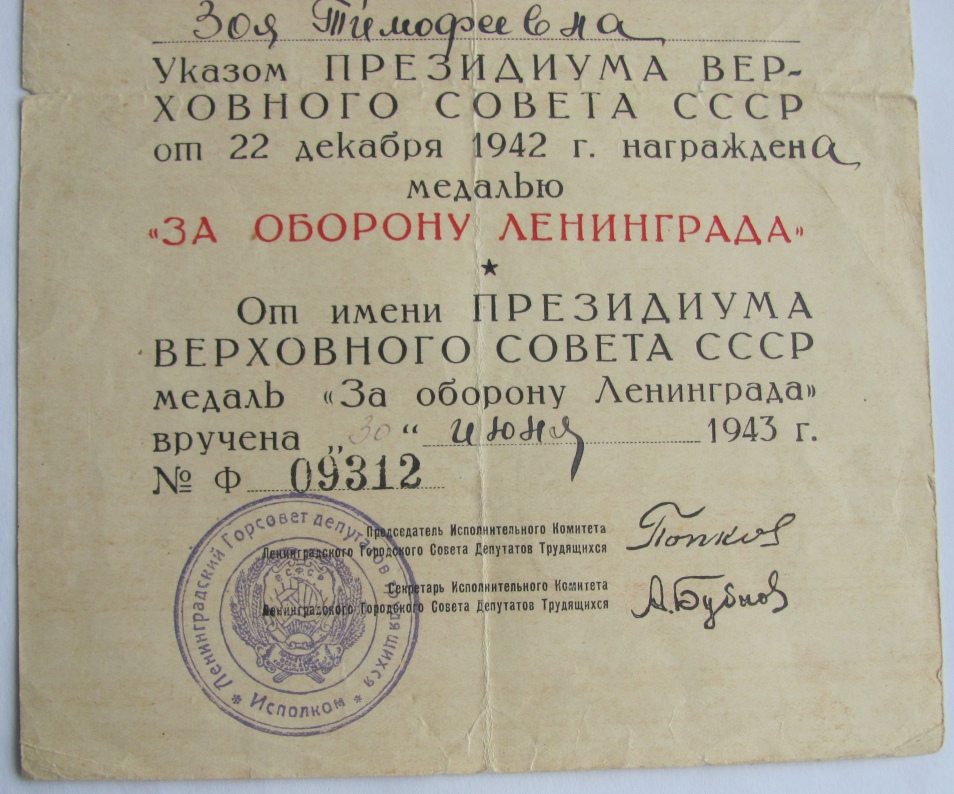 Зоя Тимофеевна
Указом ПРЕЗИДИУМА ВЕР-
ХОВНОГО СОВЕТА СССР
от 22 декабря 1942 г. награждена
медалью
«ЗА ОБОРОНУ ЛЕНИНГРАДА»
От имени ПРЕЗИДИУМА
ВЕРХОВНОГО СОВЕТА СССР
медаль «За оборону Ленинграда»
вручена „30“ июня 1943 г.
№ Ф 09312
Председатель Исполнительного Комитета
Ленинградского Городского Совета Депутатов Трудящихся
Попков
Секретарь Исполнительного Комитета
Ленинградского Городского Совета Депутатов Трудящихся
А.Бубнов
Ленинградский Горсовет депутатов трудящихся
* Исполком *
РСФСР